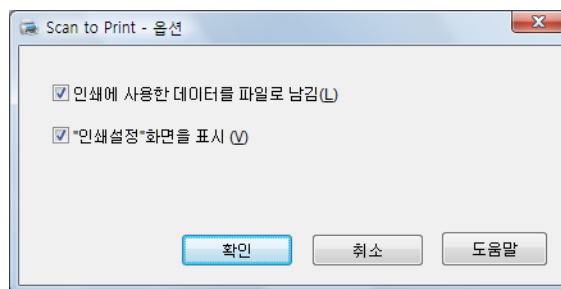 Scan to Print - 옵션
인쇄에 사용한 데이터를 파일로 남김(L)
"인쇄설정"화면을 표시 (V)
확인 취소 도움말